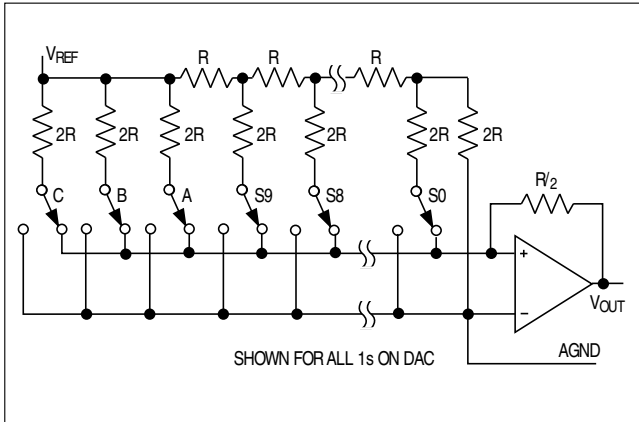 VREF
R R R
2R 2R 2R 2R 2R 2R 2R
C B A S9 S8 S0
R/2
+
−
VOUT
SHOWN FOR ALL 1s ON DAC
AGND